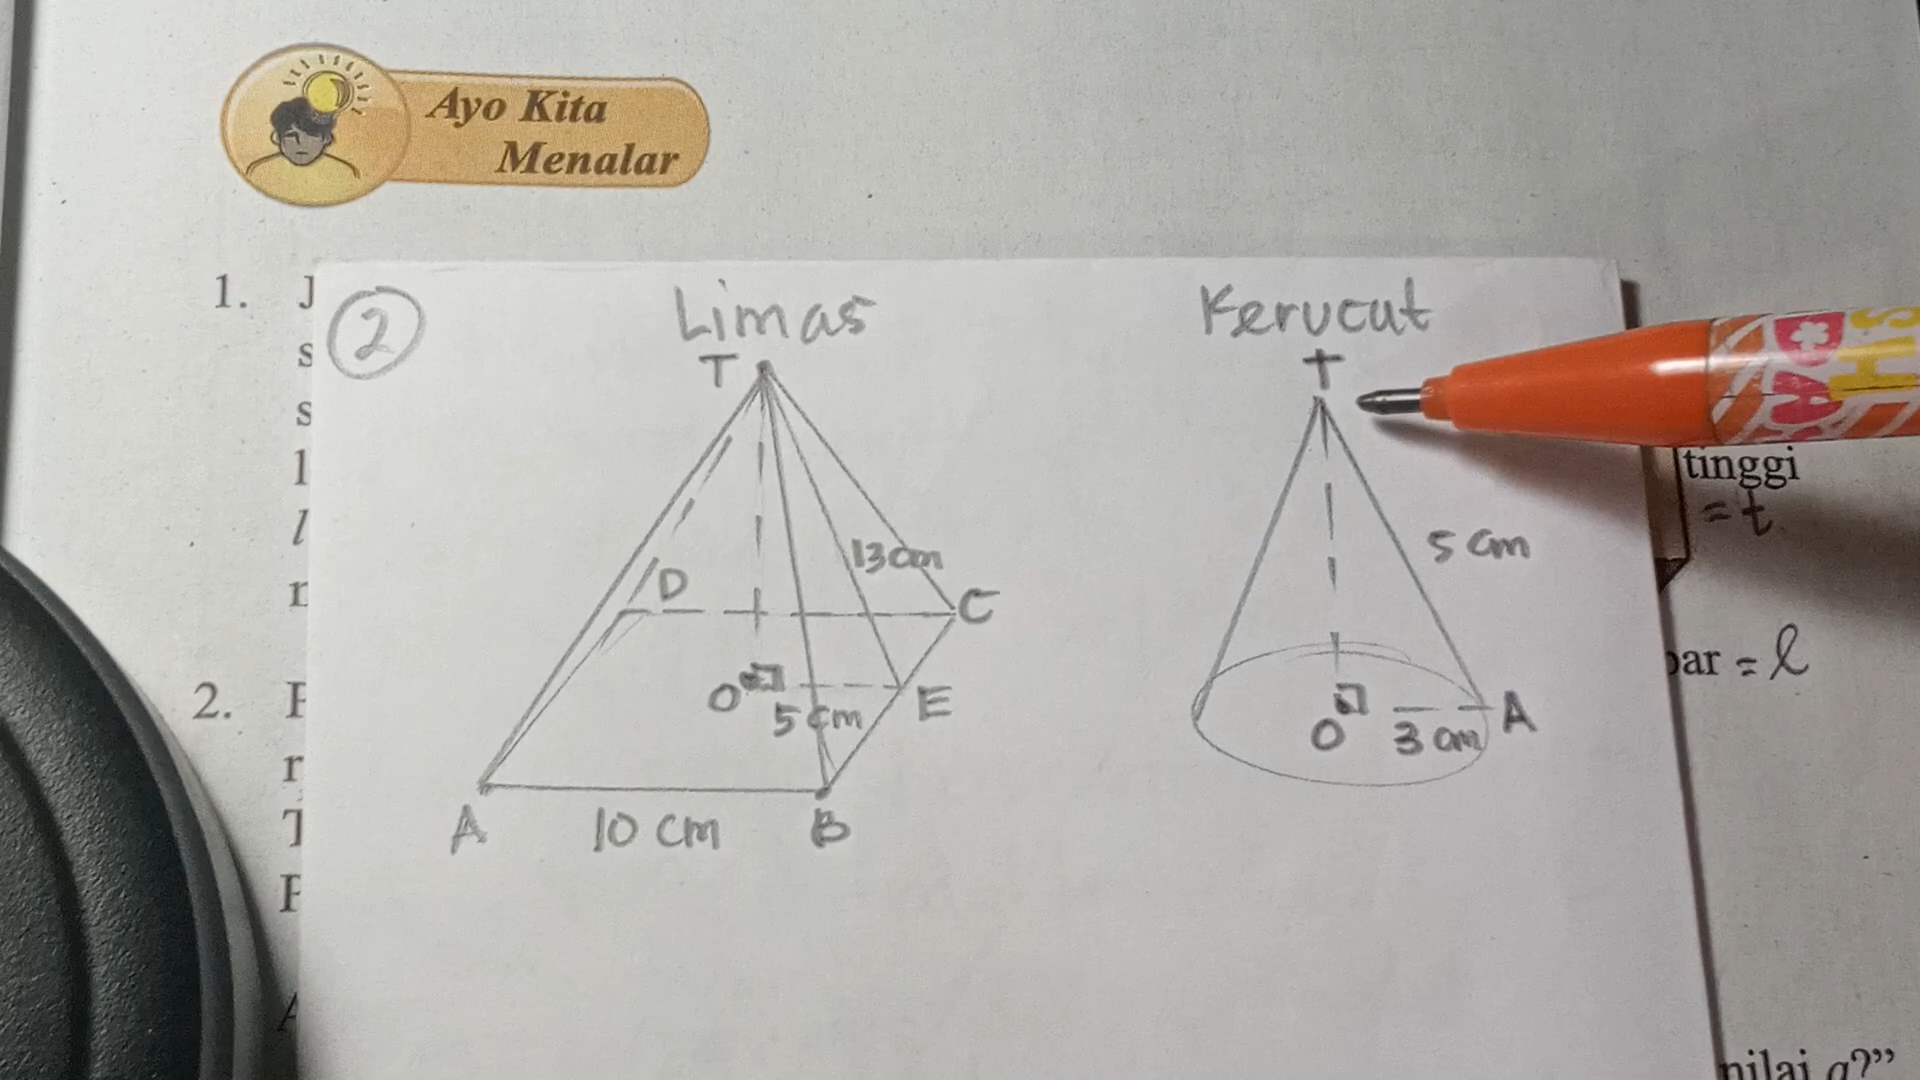 Ayo Kita
Menalar
1. J
2
Limas
Kerucut
T
T
s
s
l
l
tinggi
= t
13 cm
5 cm
D
C
bar = l
O
5 cm
E
O
3 cm
A
2.
r
A
10 cm
B
nilai a?”